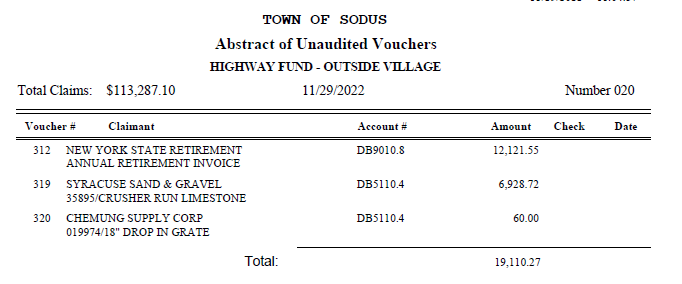 TOWN OF SODUS
Abstract of Unaudited Vouchers
HIGHWAY FUND - OUTSIDE VILLAGE
Total Claims: $113,287.10 11/29/2022 Number 020
Voucher # Claimant Account # Amount Check Date
312 NEW YORK STATE RETIREMENT DB9010.8 12,121.55
ANNUAL RETIREMENT INVOICE
319 SYRACUSE SAND & GRAVEL DB5110.4 6,928.72
35895/CRUSHER RUN LIMESTONE
320 CHEMUNG SUPPLY CORP DB5110.4 60.00
019974/18" DROP IN GRATE
Total: 19,110.27